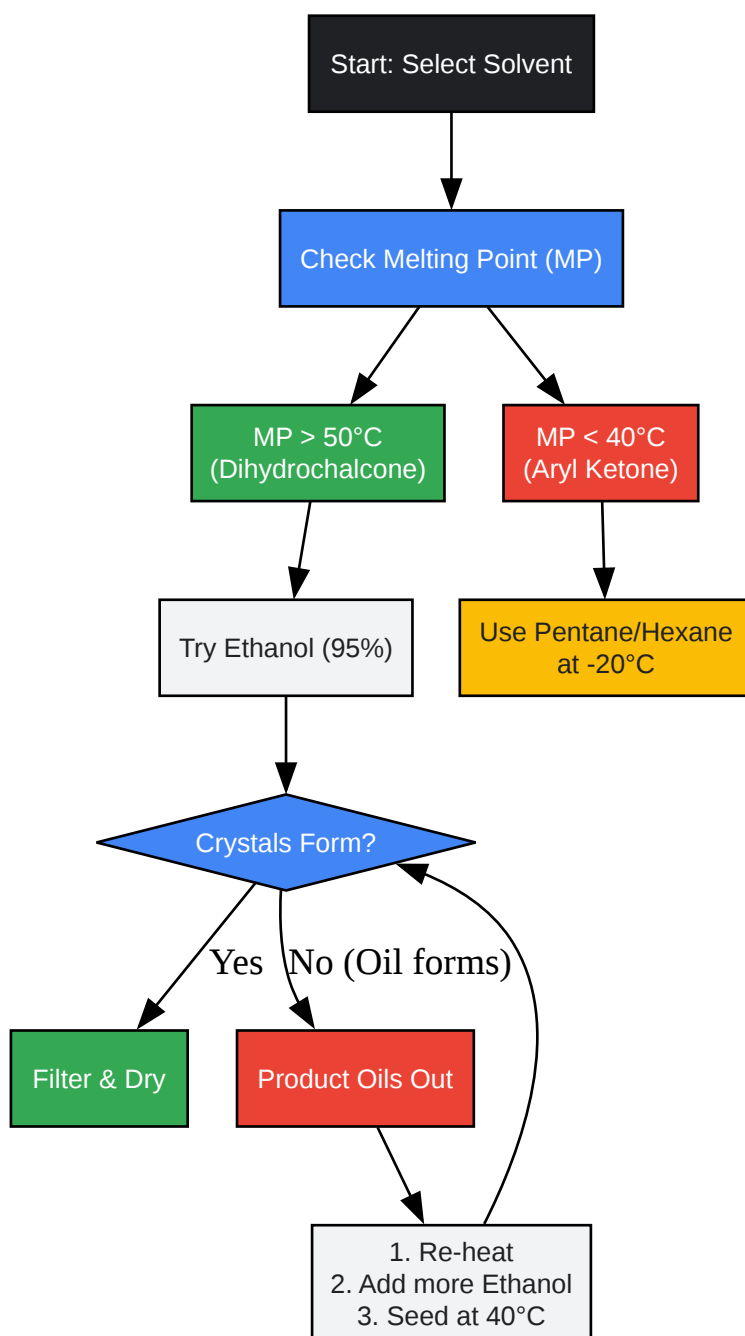 Start: Select Solvent
Check Melting Point (MP)
MP > 50°C
(Dihydrochalcone)
MP < 40°C
(Aryl Ketone)
Try Ethanol (95%)
Use Pentane/Hexane
at -20°C
Crystals Form?
Yes
No (Oil forms)
Filter & Dry
Product Oils Out
1. Re-heat
2. Add more Ethanol
3. Seed at 40°C